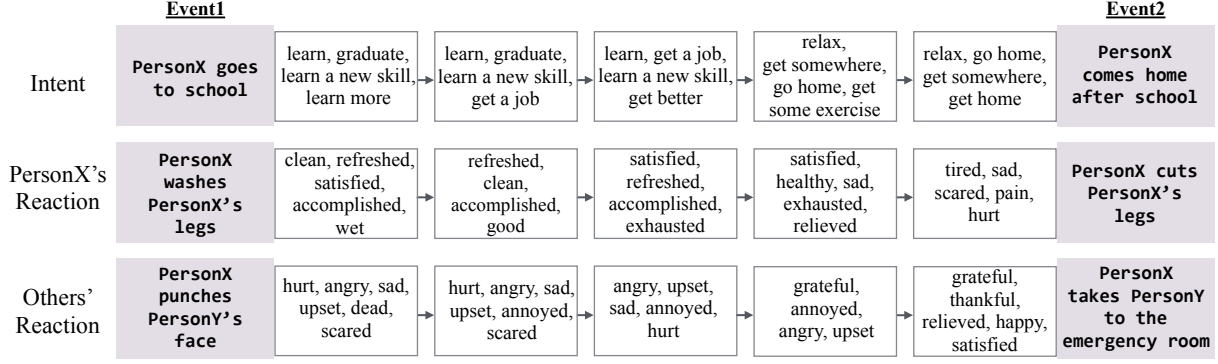 Event1
Event2
Intent
PersonX goes
to school
learn, graduate,
learn a new skill,
learn more
learn, graduate,
learn a new skill,
get a job
learn, get a job,
learn a new skill,
get better
relax,
get somewhere,
go home, get
some exercise
relax, go home,
get somewhere,
get home
PersonX
comes home
after school
PersonX's
Reaction
PersonX
washes
PersonX's
legs
clean, refreshed,
satisfied,
accomplished,
wet
refreshed,
clean,
accomplished,
good
satisfied,
refreshed,
accomplished,
exhausted
satisfied,
healthy, sad,
exhausted,
relieved
tired, sad,
scared, pain,
hurt
PersonX cuts
PersonX's
legs
Others'
Reaction
PersonX
punches
PersonY's
face
hurt, angry, sad,
upset, dead,
scared
hurt, angry, sad,
upset, annoyed,
scared
angry, upset,
sad, annoyed,
hurt
grateful,
annoyed,
angry, upset
grateful,
thankful,
relieved, happy,
satisfied
PersonX
takes PersonY
to the
emergency room